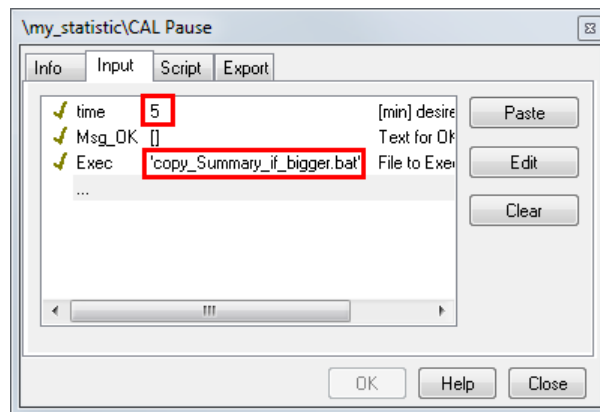 \my_statistic\CAL Pause
Info Input Script Export
time 5 [min] desire
Msg_OK [] Text for OK
Exec 'copy_Summary_if_bigger.bat' File to Exe
...
Paste
Edit
Clear
OK Help Close